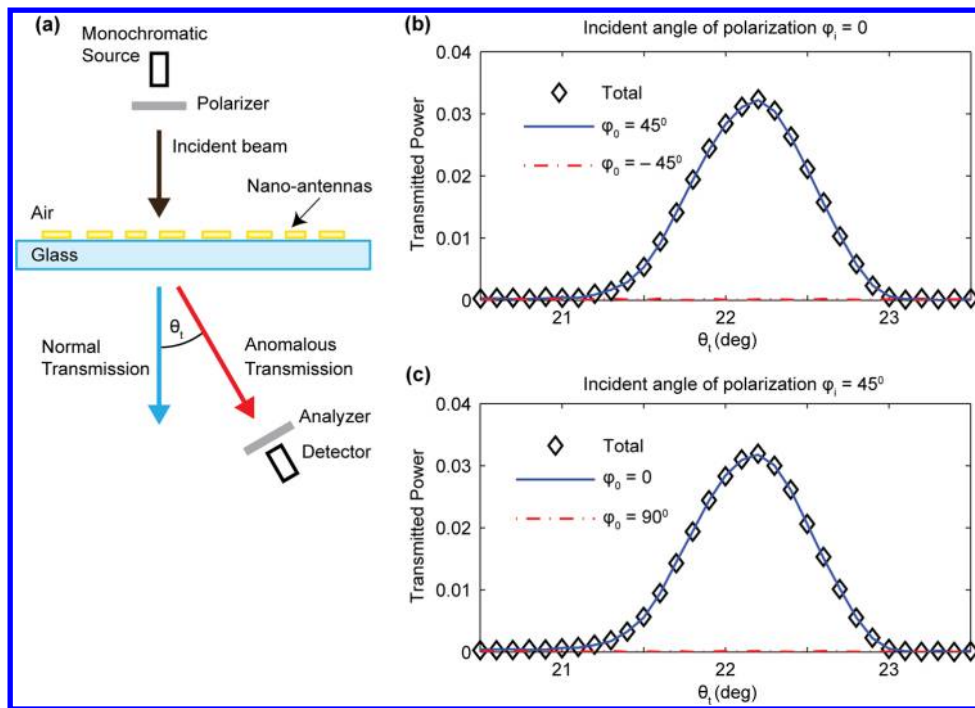 (a)
Monochromatic
Source
Polarizer
Incident beam
Nano-antennas
Air
Glass
θt
Normal
Transmission
Anomalous
Transmission
Analyzer
Detector
(b)
Incident angle of polarization φi = 0
0.04
0.03
0.02
0.01
0
Transmitted Power
Total
φ0 = 45⁰
φ0 = – 45⁰
21
22
23
θt (deg)
(c)
Incident angle of polarization φi = 45⁰
0.04
0.03
0.02
0.01
0
Transmitted Power
Total
φ0 = 0
φ0 = 90⁰
21
22
23
θt (deg)